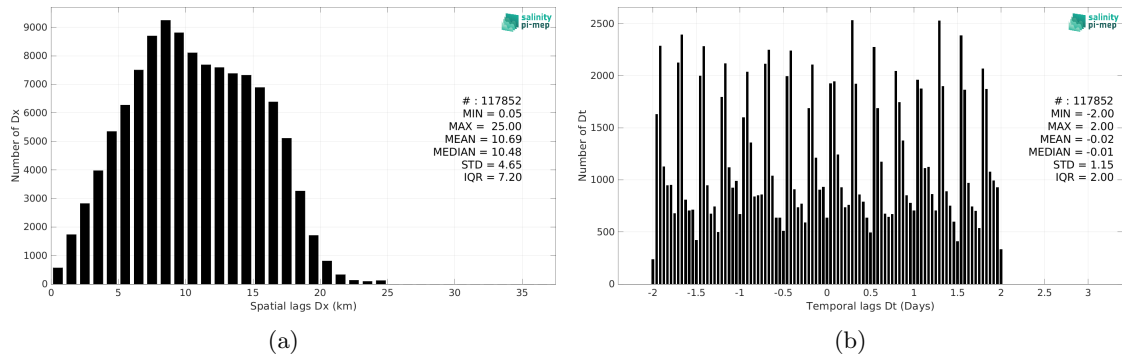 salinity
pi-mep
Number of Dx
9000
8000
7000
6000
5000
4000
3000
2000
1000
0
# : 117852
MIN = 0.05
MAX = 25.00
MEAN = 10.69
MEDIAN = 10.48
STD = 4.65
IQR = 7.20
0 5 10 15 20 25 30 35
Spatial lags Dx (km)
(a)
salinity
pi-mep
Number of Dt
2500
2000
1500
1000
500
0
# : 117852
MIN = -2.00
MAX = 2.00
MEAN = -0.02
MEDIAN = -0.01
STD = 1.15
IQR = 2.00
-2 -1.5 -1 -0.5 0 0.5 1 1.5 2 2.5 3
Temporal lags Dt (Days)
(b)